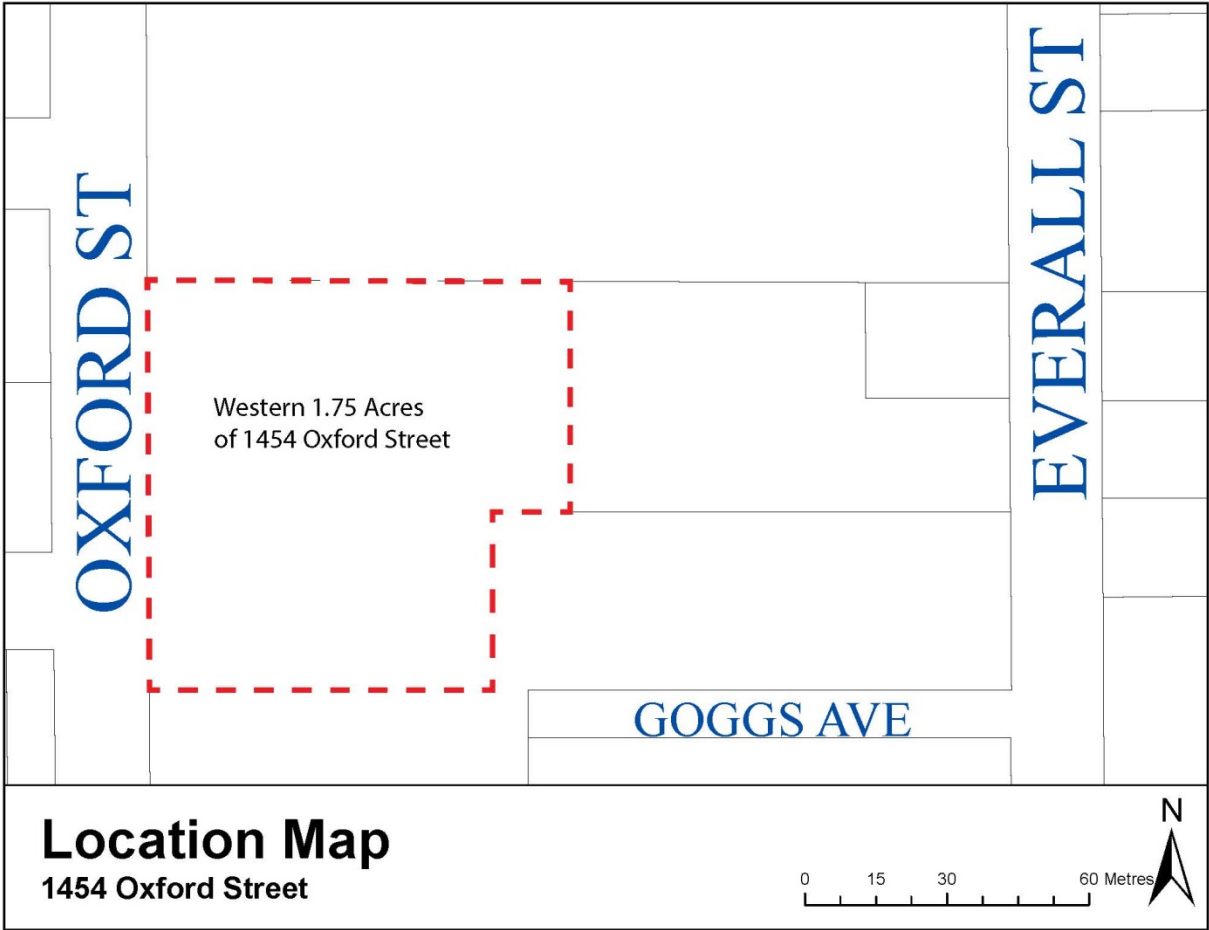 OXFORD ST
EVERALL ST
Western 1.75 Acres
of 1454 Oxford Street
GOGGS AVE
Location Map
1454 Oxford Street
0 15 30 60 Metres
N